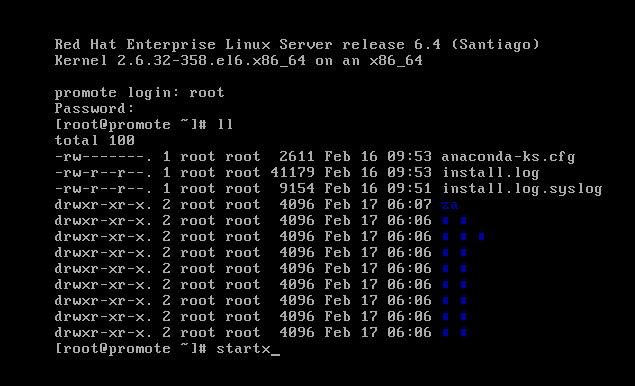 Red Hat Enterprise Linux Server release 6.4 (Santiago)
Kernel 2.6.32-358.el6.x86_64 on an x86_64
promote login: root
Password:
[root@promote ~]# ll
total 100
-rw-------. 1 root root  2611 Feb 16 09:53 anaconda-ks.cfg
-rw-r--r--. 1 root root 41179 Feb 16 09:53 install.log
-rw-r--r--. 1 root root  9154 Feb 16 09:51 install.log.syslog
drwxr-xr-x. 2 root root  4096 Feb 17 06:07 za
drwxr-xr-x. 2 root root  4096 Feb 17 06:06
drwxr-xr-x. 2 root root  4096 Feb 17 06:06
drwxr-xr-x. 2 root root  4096 Feb 17 06:06
drwxr-xr-x. 2 root root  4096 Feb 17 06:06
drwxr-xr-x. 2 root root  4096 Feb 17 06:06
drwxr-xr-x. 2 root root  4096 Feb 17 06:06
drwxr-xr-x. 2 root root  4096 Feb 17 06:06
drwxr-xr-x. 2 root root  4096 Feb 17 06:06
[root@promote ~]# startx_